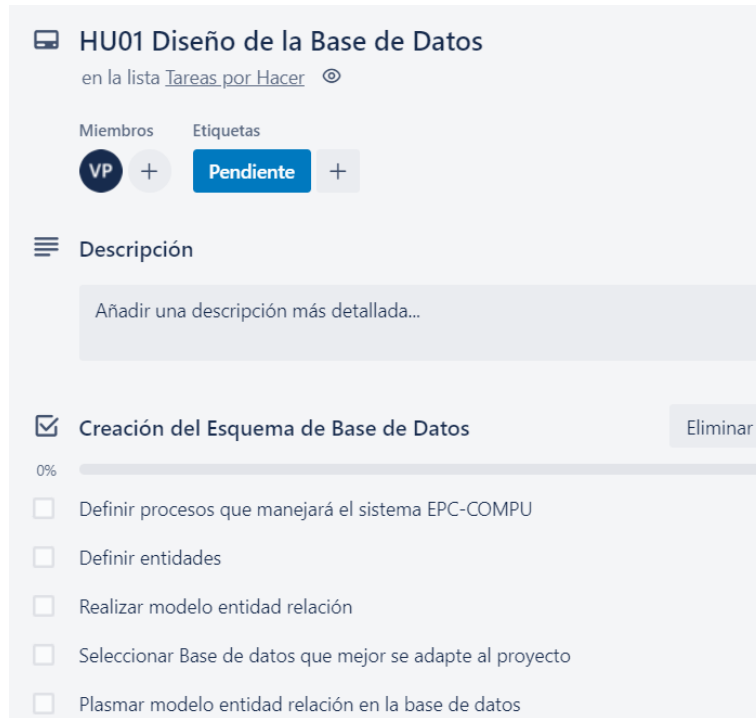 HU01 Diseño de la Base de Datos
en la lista Tareas por Hacer
Miembros Etiquetas
VP + Pendiente +
Descripción
Añadir una descripción más detallada...
Creación del Esquema de Base de Datos Eliminar
0%
Definir procesos que manejará el sistema EPC-COMPU
Definir entidades
Realizar modelo entidad relación
Seleccionar Base de datos que mejor se adapte al proyecto
Plasmar modelo entidad relación en la base de datos